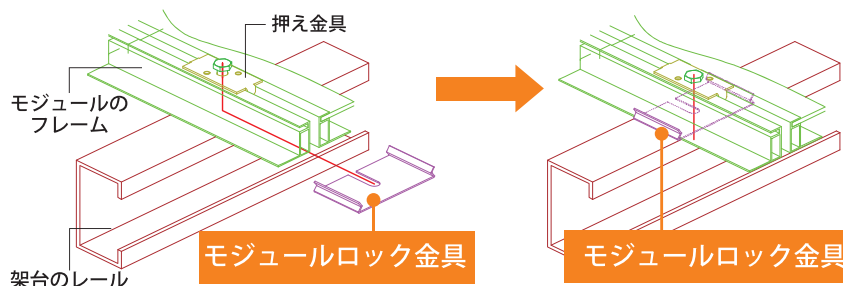 押え金具
モジュールの
フレーム
架台のレール
モジュールロック金具
モジュールロック金具